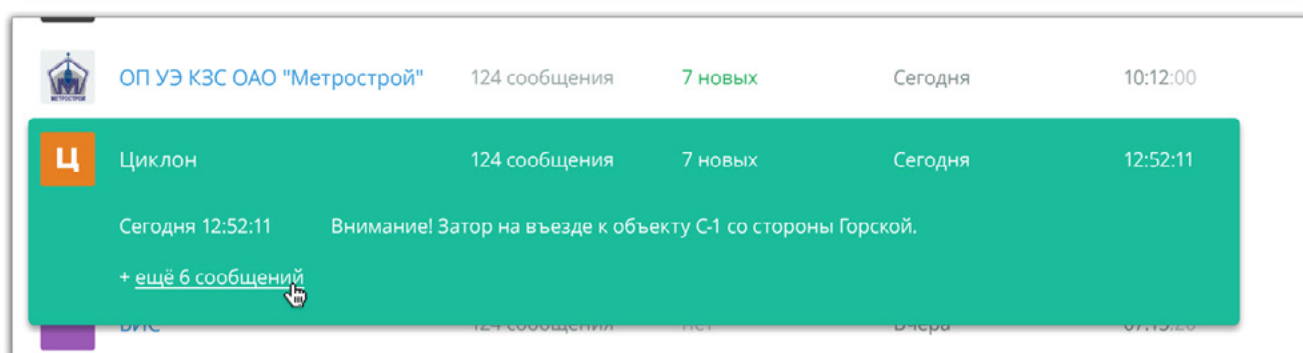 МЕТРОСТРОЙ
ОП УЭ КЗС ОАО "Метрострой" 124 сообщения 7 новых Сегодня 10:12:00
Ц Циклон 124 сообщения 7 новых Сегодня 12:52:11
Сегодня 12:52:11 Внимание! Затор на въезде к объекту С-1 со стороны Горской.
+ ещё 6 сообщений
124 сообщения нет Вчера